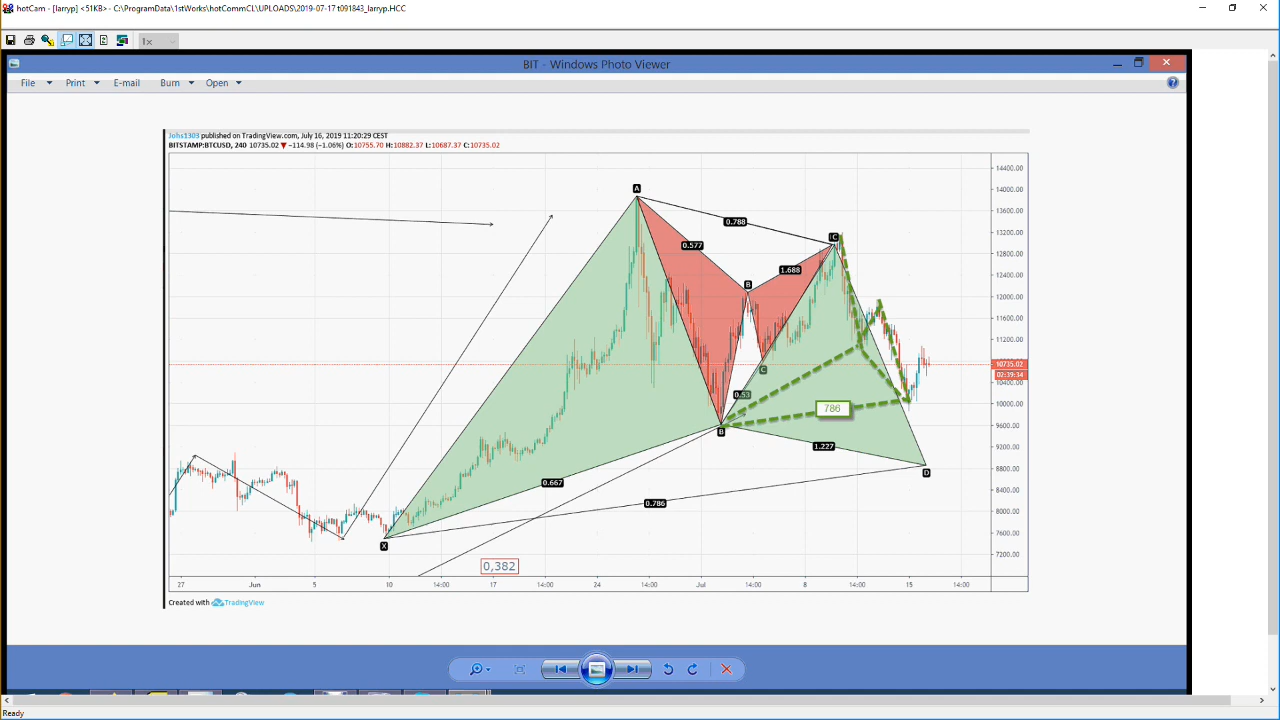 hotCam - [larryp] <51KB> - C:\ProgramData\1stWorks\hotCommCL\UPLOADS\2019-07-17 t091843_larryp.HCC
1x
BIT - Windows Photo Viewer
File Print E-mail Burn Open
Johs1303 published on TradingView.com, July 16, 2019 11:20:29 CEST
BITSTAMP:BTCUSD, 240 10735.02 ▼ −114.98 (−1.06%) O:10755.70 H:10882.37 L:10687.37 C:10735.02
14400.00
A
14000.00
0.788
13600.00
C
13200.00
0.577
12800.00
1.688
B
12400.00
12000.00
11600.00
11200.00
10735.02
C
02:39:34
10400.00
0.53
10000.00
786
9600.00
B
9200.00
1.227
8800.00
D
0.667
8400.00
0.786
8000.00
7600.00
X
7200.00
0,382
27 Jun 5 10 14:00 17 14:00 24 14:00 Jul 14:00 8 14:00 15 14:00
Created with TradingView
Ready